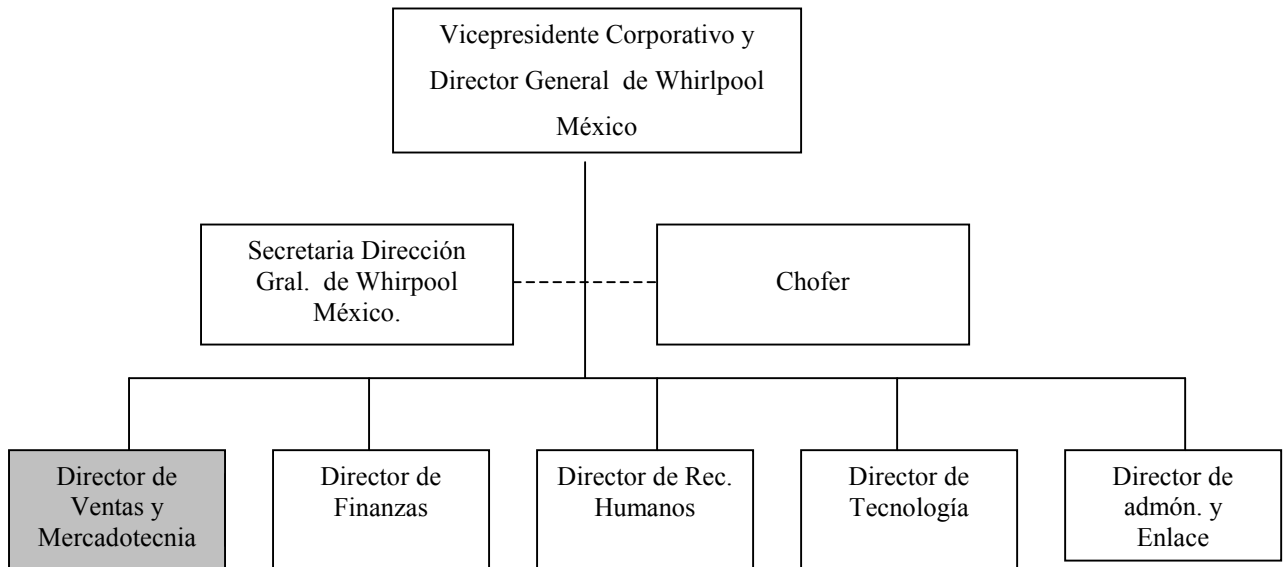 Vicepresidente Corporativo y
Director General de Whirlpool
México
Secretaria Dirección
Gral. de Whirpool
México.
Chofer
Director de
Ventas y
Mercadotecnia
Director de
Finanzas
Director de Rec.
Humanos
Director de
Tecnología
Director de
admón. y
Enlace